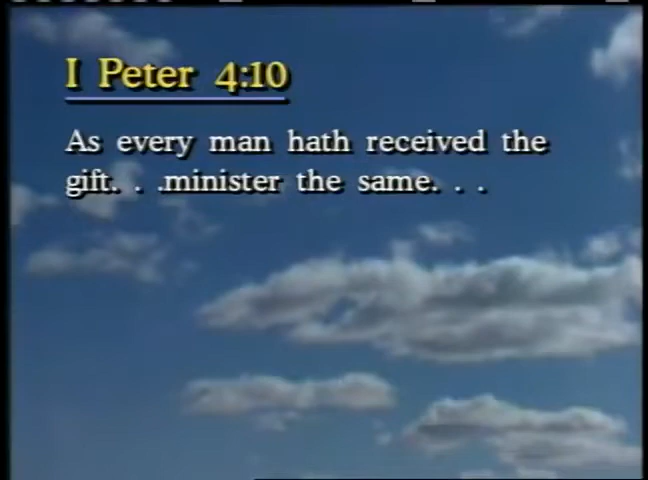 I Peter 4:10
As every man hath received the
gift. . .minister the same. . .